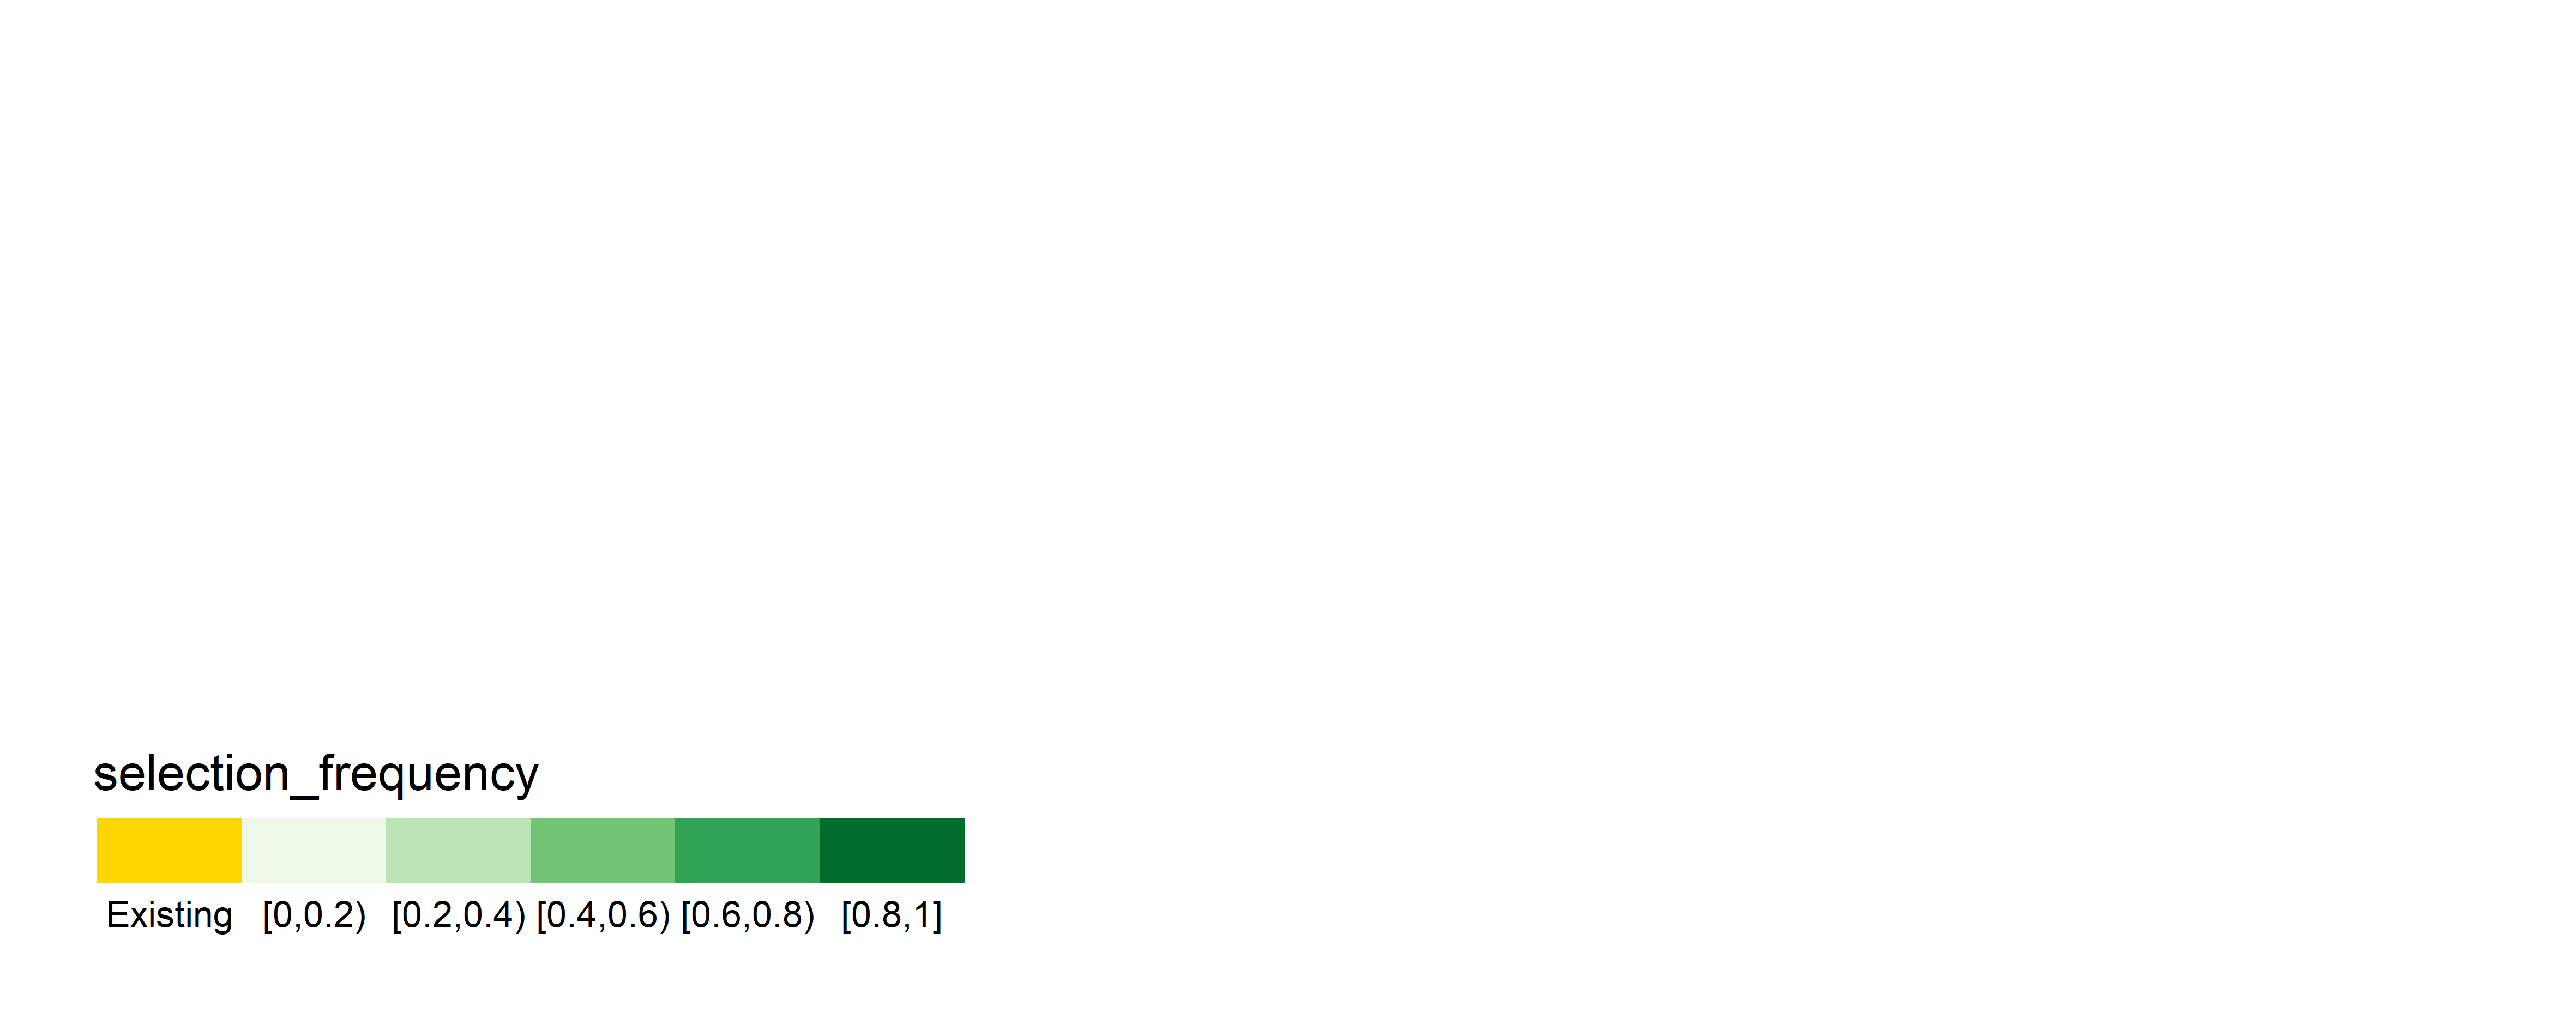 selection_frequency
Existing [0,0.2) [0.2,0.4) [0.4,0.6) [0.6,0.8) [0.8,1]